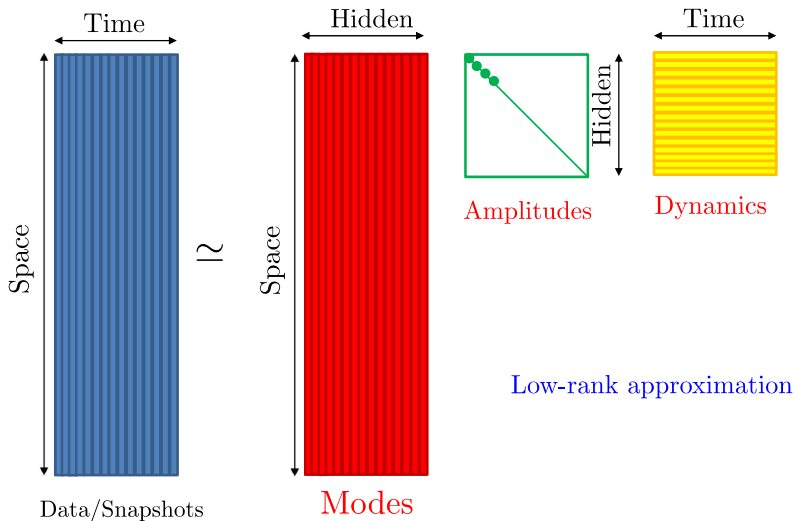 Time
Hidden
Time
Space
≃
Space
Hidden
Amplitudes
Dynamics
Low-rank approximation
Data/Snapshots
Modes